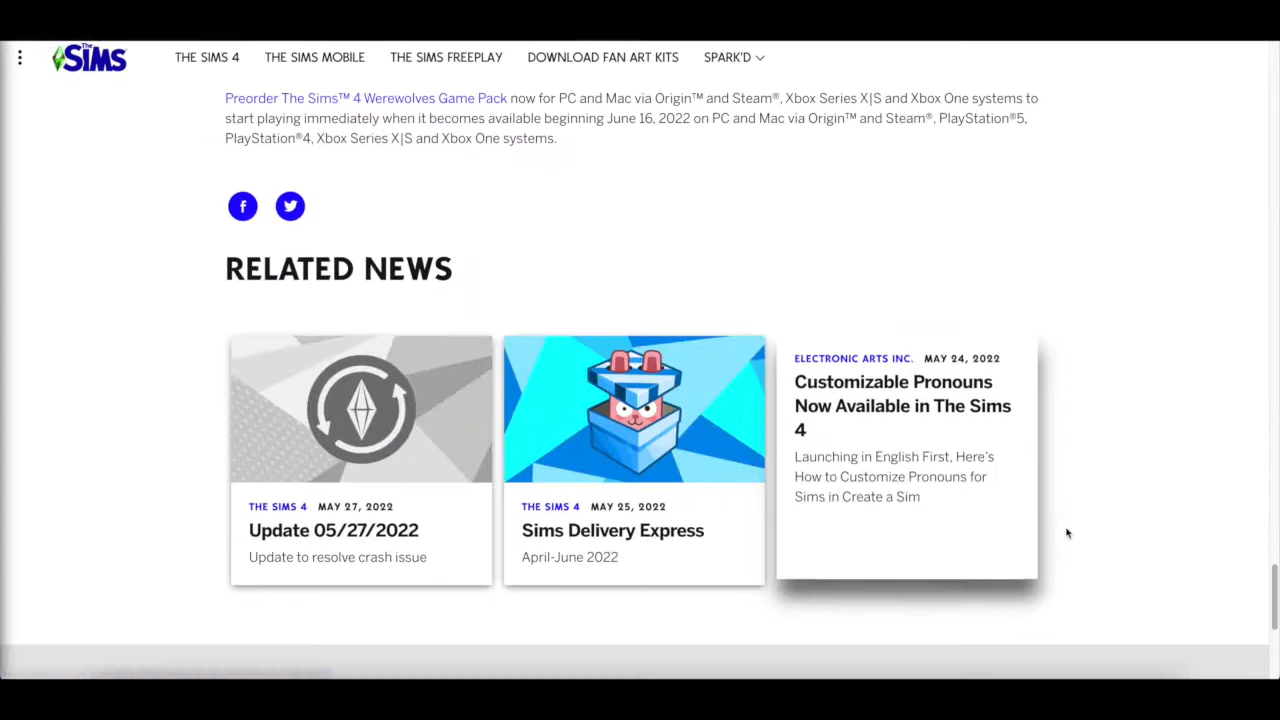 The SiMS
THE SIMS 4 THE SIMS MOBILE THE SIMS FREEPLAY DOWNLOAD FAN ART KITS SPARK'D
Preorder The Sims™ 4 Werewolves Game Pack now for PC and Mac via Origin™ and Steam®, Xbox Series X|S and Xbox One systems to
start playing immediately when it becomes available beginning June 16, 2022 on PC and Mac via Origin™ and Steam®, PlayStation®5,
PlayStation®4, Xbox Series X|S and Xbox One systems.
RELATED NEWS
THE SIMS 4 MAY 27, 2022
Update 05/27/2022
Update to resolve crash issue
THE SIMS 4 MAY 25, 2022
Sims Delivery Express
April-June 2022
ELECTRONIC ARTS INC. MAY 24, 2022
Customizable Pronouns
Now Available in The Sims
4
Launching in English First, Here's
How to Customize Pronouns for
Sims in Create a Sim